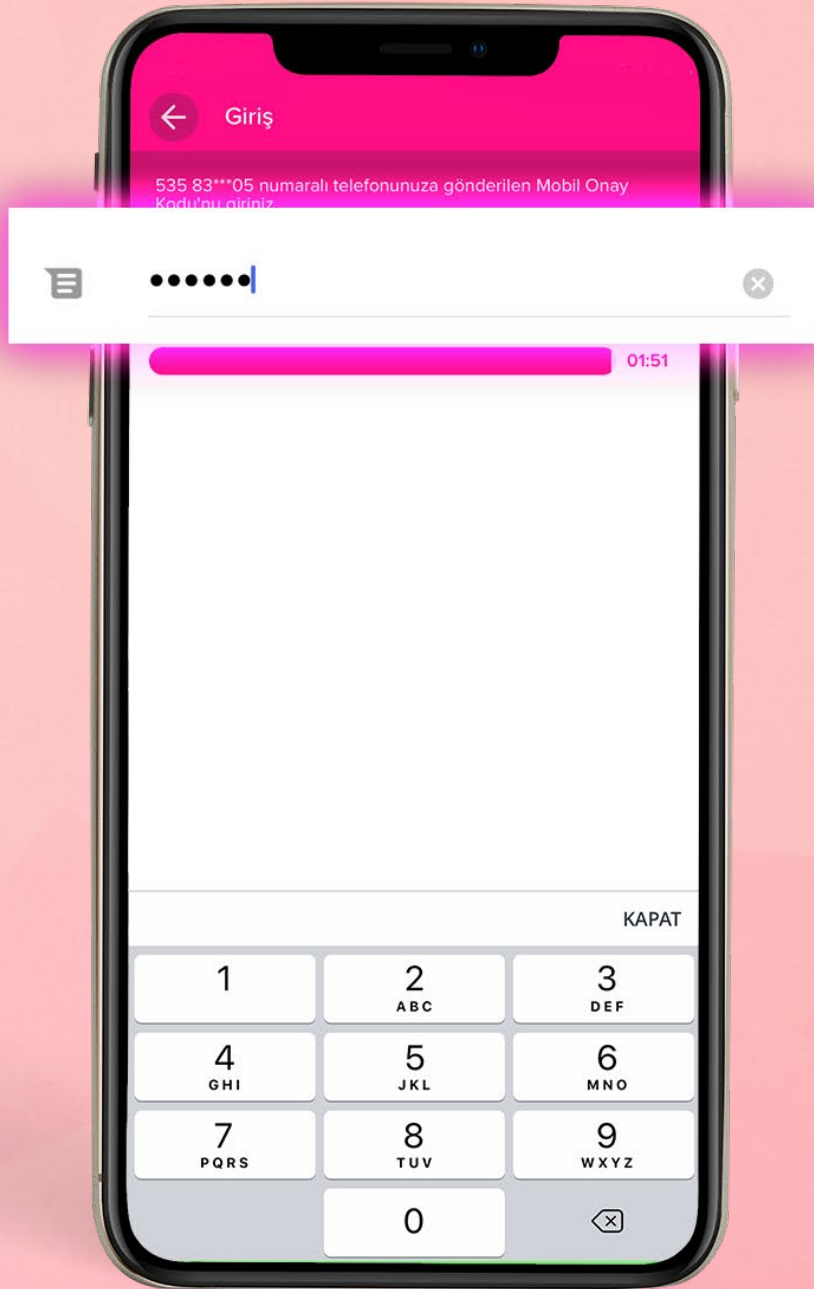 Giriş
535 83***05 numaralı telefonunuza gönderilen Mobil Onay
Kodu'nu giriniz
••••••
01:51
KAPAT
1
2
3
ABC
DEF
4
5
6
GHI
JKL
MNO
7
8
9
PQRS
TUV
WXYZ
0